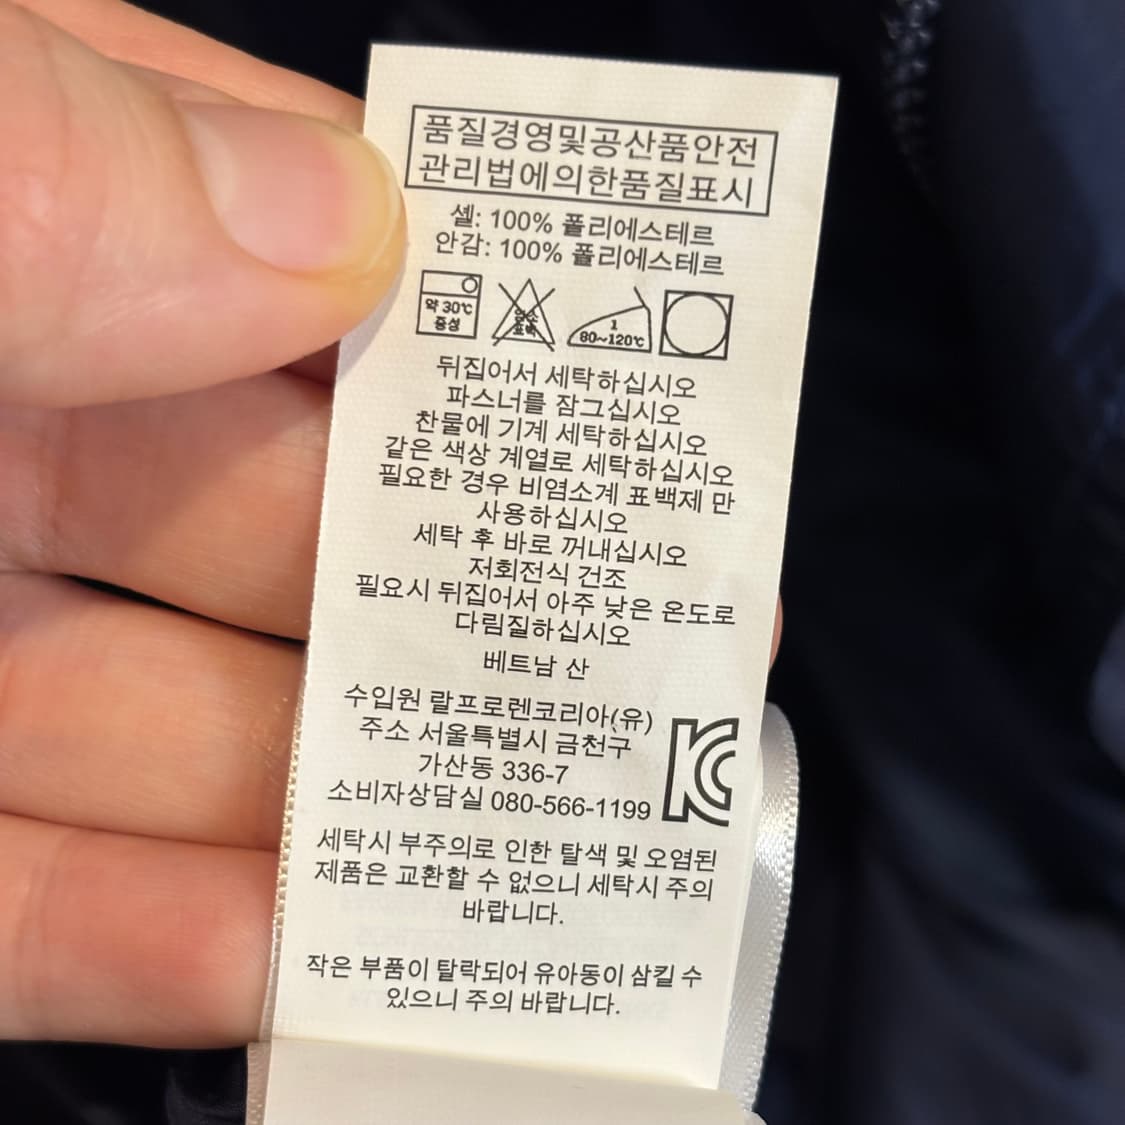 품질경영및공산품안전
관리법에의한품질표시
셸: 100% 폴리에스테르
안감: 100% 폴리에스테르
약 30℃
중성
염소
표백
1
80~120℃
뒤집어서 세탁하십시오
파스너를 잠그십시오
찬물에 기계 세탁하십시오
같은 색상 계열로 세탁하십시오
필요한 경우 비염소계 표백제 만
사용하십시오
세탁 후 바로 꺼내십시오
저회전식 건조
필요시 뒤집어서 아주 낮은 온도로
다림질하십시오
베트남 산
수입원 랄프로렌코리아(유)
주소 서울특별시 금천구
가산동 336-7
소비자상담실 080-566-1199
KC
세탁시 부주의로 인한 탈색 및 오염된
제품은 교환할 수 없으니 세탁시 주의
바랍니다.
작은 부품이 탈락되어 유아동이 삼킬 수
있으니 주의 바랍니다.